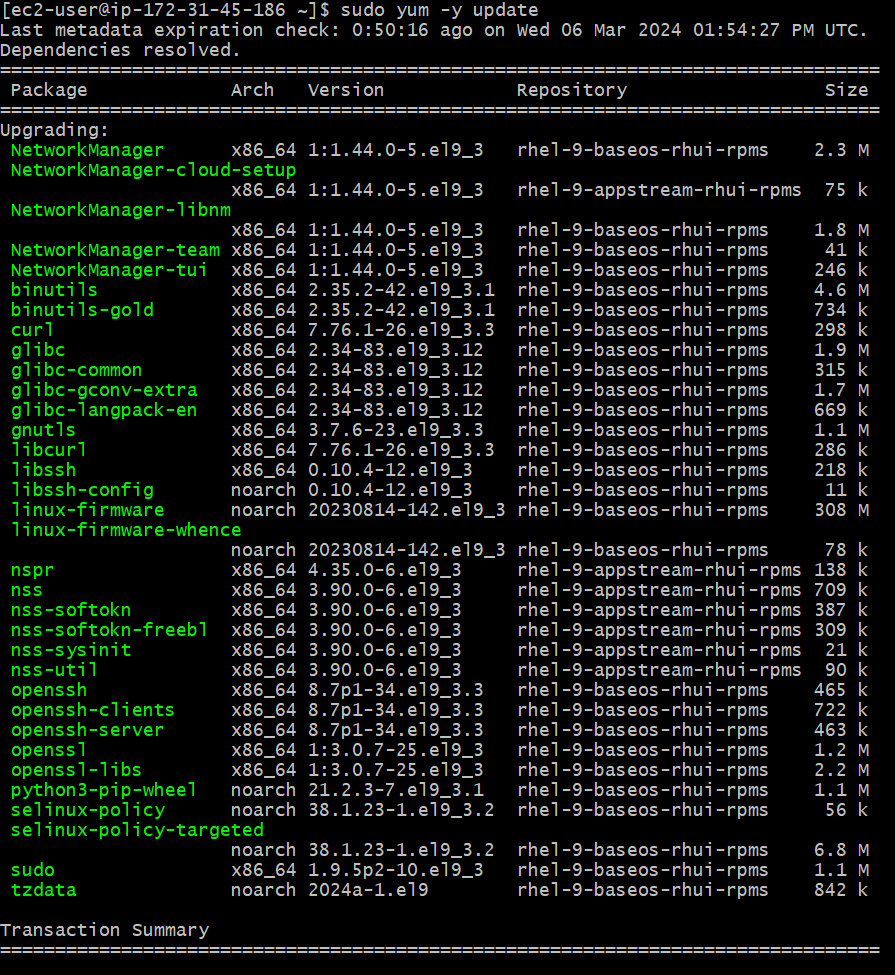 [ec2-user@ip-172-31-45-186 ~]$ sudo yum -y update
Last metadata expiration check: 0:50:16 ago on Wed 06 Mar 2024 01:54:27 PM UTC.
Dependencies resolved.
================================================================================
 Package             Arch   Version            Repository                  Size
================================================================================
Upgrading:
 NetworkManager      x86_64 1:1.44.0-5.el9_3   rhel-9-baseos-rhui-rpms    2.3 M
 NetworkManager-cloud-setup
                     x86_64 1:1.44.0-5.el9_3   rhel-9-appstream-rhui-rpms  75 k
 NetworkManager-libnm
                     x86_64 1:1.44.0-5.el9_3   rhel-9-baseos-rhui-rpms    1.8 M
 NetworkManager-team x86_64 1:1.44.0-5.el9_3   rhel-9-baseos-rhui-rpms     41 k
 NetworkManager-tui  x86_64 1:1.44.0-5.el9_3   rhel-9-baseos-rhui-rpms    246 k
 binutils            x86_64 2.35.2-42.el9_3.1  rhel-9-baseos-rhui-rpms    4.6 M
 binutils-gold       x86_64 2.35.2-42.el9_3.1  rhel-9-baseos-rhui-rpms    734 k
 curl                x86_64 7.76.1-26.el9_3.3  rhel-9-baseos-rhui-rpms    298 k
 glibc               x86_64 2.34-83.el9_3.12   rhel-9-baseos-rhui-rpms    1.9 M
 glibc-common        x86_64 2.34-83.el9_3.12   rhel-9-baseos-rhui-rpms    315 k
 glibc-gconv-extra   x86_64 2.34-83.el9_3.12   rhel-9-baseos-rhui-rpms    1.7 M
 glibc-langpack-en   x86_64 2.34-83.el9_3.12   rhel-9-baseos-rhui-rpms    669 k
 gnutls              x86_64 3.7.6-23.el9_3.3   rhel-9-baseos-rhui-rpms    1.1 M
 libcurl             x86_64 7.76.1-26.el9_3.3  rhel-9-baseos-rhui-rpms    286 k
 libssh              x86_64 0.10.4-12.el9_3    rhel-9-baseos-rhui-rpms    218 k
 libssh-config       noarch 0.10.4-12.el9_3    rhel-9-baseos-rhui-rpms     11 k
 linux-firmware      noarch 20230814-142.el9_3 rhel-9-baseos-rhui-rpms    308 M
 linux-firmware-whence
                     noarch 20230814-142.el9_3 rhel-9-baseos-rhui-rpms     78 k
 nspr                x86_64 4.35.0-6.el9_3     rhel-9-appstream-rhui-rpms 138 k
 nss                 x86_64 3.90.0-6.el9_3     rhel-9-appstream-rhui-rpms 709 k
 nss-softokn         x86_64 3.90.0-6.el9_3     rhel-9-appstream-rhui-rpms 387 k
 nss-softokn-freebl  x86_64 3.90.0-6.el9_3     rhel-9-appstream-rhui-rpms 309 k
 nss-sysinit         x86_64 3.90.0-6.el9_3     rhel-9-appstream-rhui-rpms  21 k
 nss-util            x86_64 3.90.0-6.el9_3     rhel-9-appstream-rhui-rpms  90 k
 openssh             x86_64 8.7p1-34.el9_3.3   rhel-9-baseos-rhui-rpms    465 k
 openssh-clients     x86_64 8.7p1-34.el9_3.3   rhel-9-baseos-rhui-rpms    722 k
 openssh-server      x86_64 8.7p1-34.el9_3.3   rhel-9-baseos-rhui-rpms    463 k
 openssl             x86_64 1:3.0.7-25.el9_3   rhel-9-baseos-rhui-rpms    1.2 M
 openssl-libs        x86_64 1:3.0.7-25.el9_3   rhel-9-baseos-rhui-rpms    2.2 M
 python3-pip-wheel   noarch 21.2.3-7.el9_3.1   rhel-9-baseos-rhui-rpms    1.1 M
 selinux-policy      noarch 38.1.23-1.el9_3.2  rhel-9-baseos-rhui-rpms     56 k
 selinux-policy-targeted
                     noarch 38.1.23-1.el9_3.2  rhel-9-baseos-rhui-rpms    6.8 M
 sudo                x86_64 1.9.5p2-10.el9_3   rhel-9-baseos-rhui-rpms    1.1 M
 tzdata              noarch 2024a-1.el9        rhel-9-baseos-rhui-rpms    842 k

Transaction Summary
================================================================================